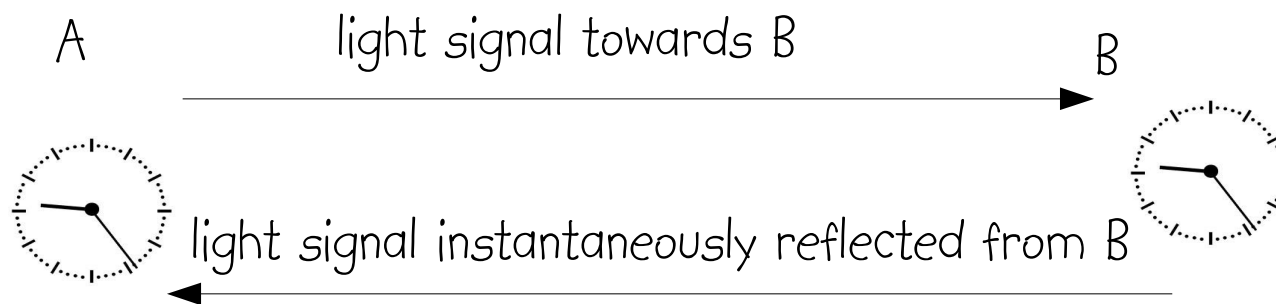 A
light signal towards B
B
light signal instantaneously reflected from B